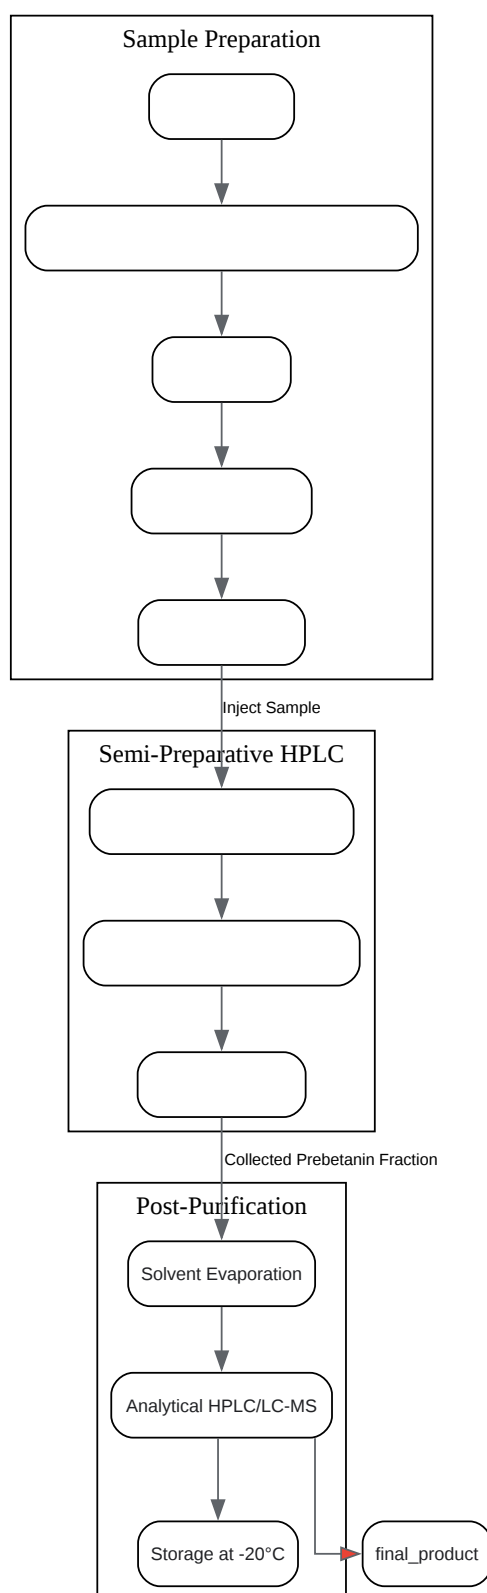 Sample Preparation
Inject Sample
Semi-Preparative HPLC
Collected Prebetanin Fraction
Post-Purification
Solvent Evaporation
Analytical HPLC/LC-MS
Storage at -20°C
final_product